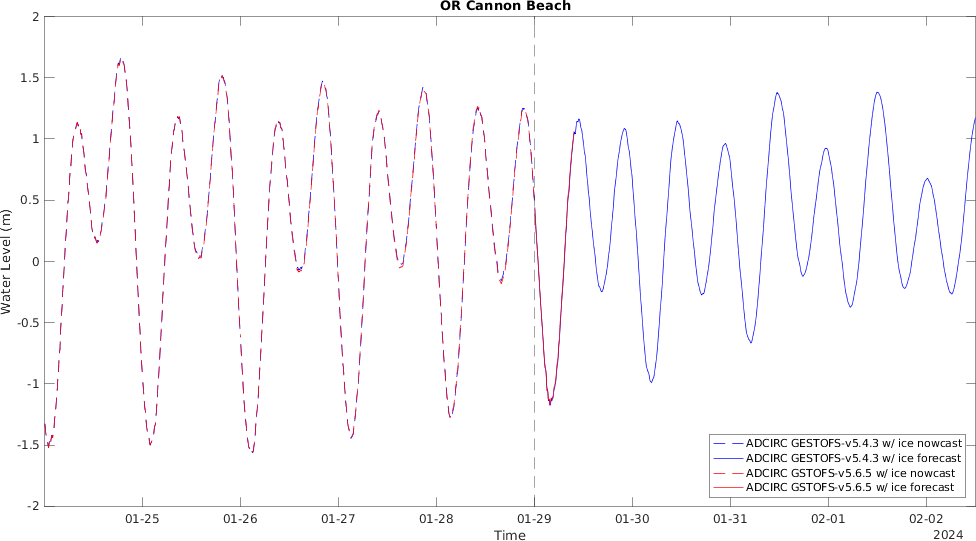 OR Cannon Beach
2
1.5
1
0.5
0
-0.5
-1
-1.5
-2
Water Level (m)
01-25 01-26 01-27 01-28 01-29 01-30 01-31 02-01 02-02
Time
2024
ADCIRC GESTOFS-v5.4.3 w/ ice nowcast
ADCIRC GESTOFS-v5.4.3 w/ ice forecast
ADCIRC GSTOFS-v5.6.5 w/ ice nowcast
ADCIRC GSTOFS-v5.6.5 w/ ice forecast